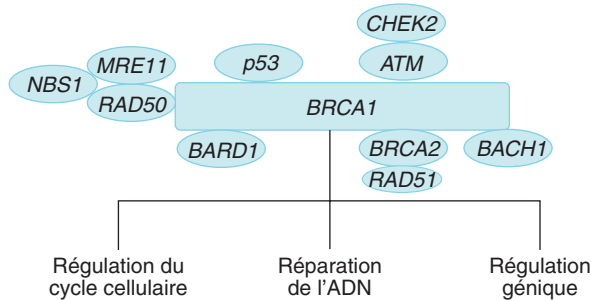 CHEK2
MRE11
p53
ATM
NBS1
RAD50
BRCA1
BARD1
BRCA2
BACH1
RAD51
Régulation du
cycle cellulaire
Réparation
de l'ADN
Régulation
génique